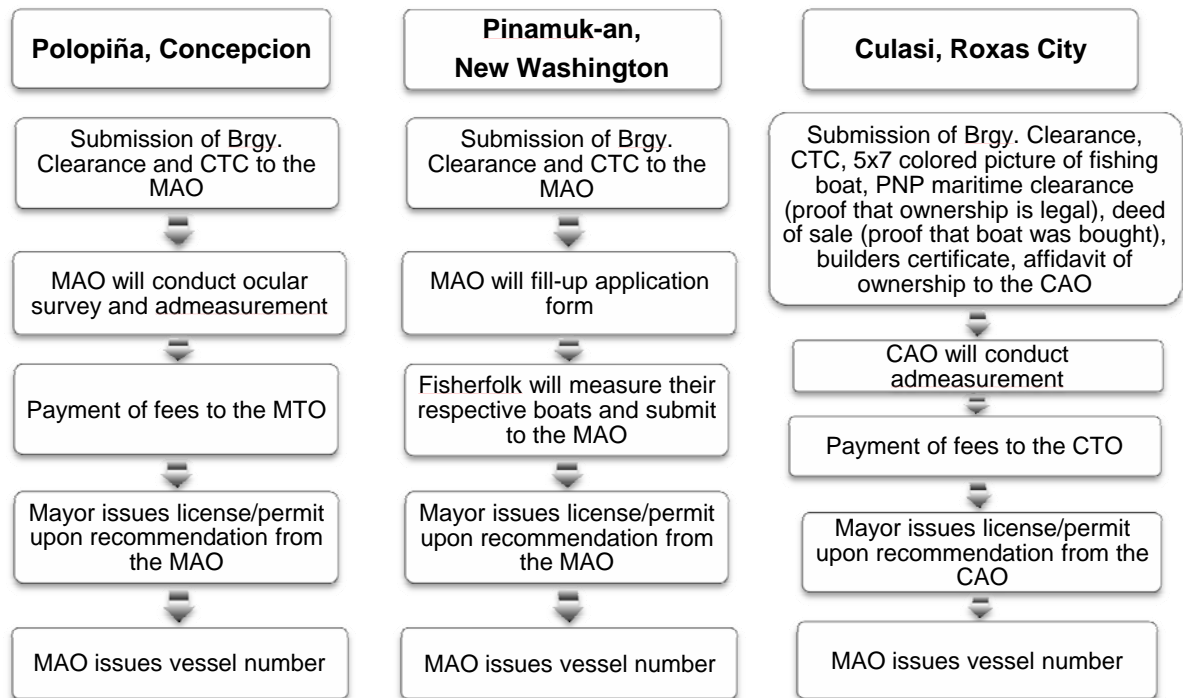 Polopiña, Concepcion
Submission of Brgy.
Clearance and CTC to the
MAO
MAO will conduct ocular
survey and admeasurement
Payment of fees to the MTO
Mayor issues license/permit
upon recommendation from
the MAO
MAO issues vessel number
Pinamuk-an,
New Washington
Submission of Brgy.
Clearance and CTC to the
MAO
MAO will fill-up application
form
Fisherfolk will measure their
respective boats and submit
to the MAO
Mayor issues license/permit
upon recommendation from
the MAO
MAO issues vessel number
Culasi, Roxas City
Submission of Brgy. Clearance,
CTC, 5x7 colored picture of fishing
boat, PNP maritime clearance
(proof that ownership is legal), deed
of sale (proof that boat was bought),
builders certificate, affidavit of
ownership to the CAO
CAO will conduct
admeasurement
Payment of fees to the CTO
Mayor issues license/permit
upon recommendation from the
CAO
MAO issues vessel number